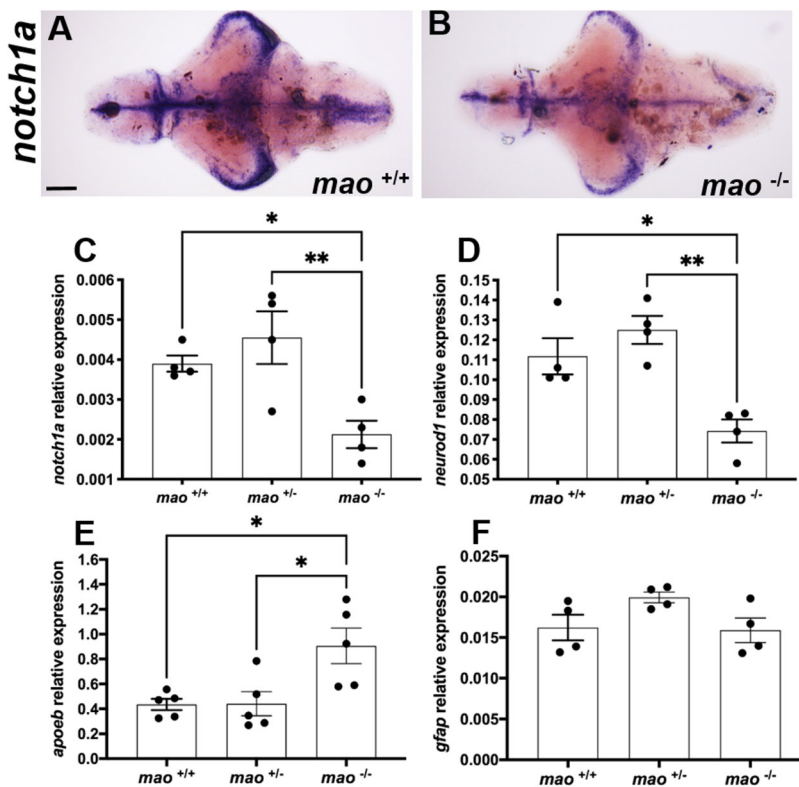 notch1a
A
mao +/+
B
mao -/-
C
*
**
notch1a relative expression
0.006
0.005
0.004
0.003
0.002
0.001
mao +/+
mao +/-
mao -/-
D
*
**
neurod1 relative expression
0.15
0.14
0.13
0.12
0.11
0.10
0.09
0.08
0.07
0.06
0.05
mao +/+
mao +/-
mao -/-
E
*
*
apoeb relative expression
1.6
1.4
1.2
1.0
0.8
0.6
0.4
0.2
0.0
mao +/+
mao +/-
mao -/-
F
gfap relative expression
0.025
0.020
0.015
0.010
0.005
0.000
mao +/+
mao +/-
mao -/-